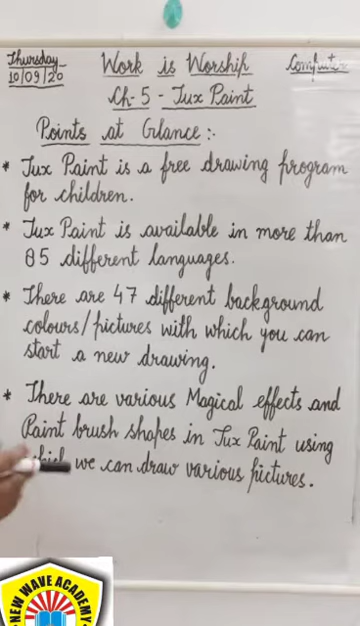 Thursday
10/09/20
Work is Worship
Computer
Ch-5 - Tux Paint
Points at Glance:-
* Tux Paint is a free drawing program
for children.
* Tux Paint is available in more than
85 different languages.
* There are 47 different background
colours/pictures with which you can
start a new drawing.
* There are various Magical effects and
Paint brush shapes in Tux Paint using
which we can draw various pictures.
NEW WAVE ACADEMY